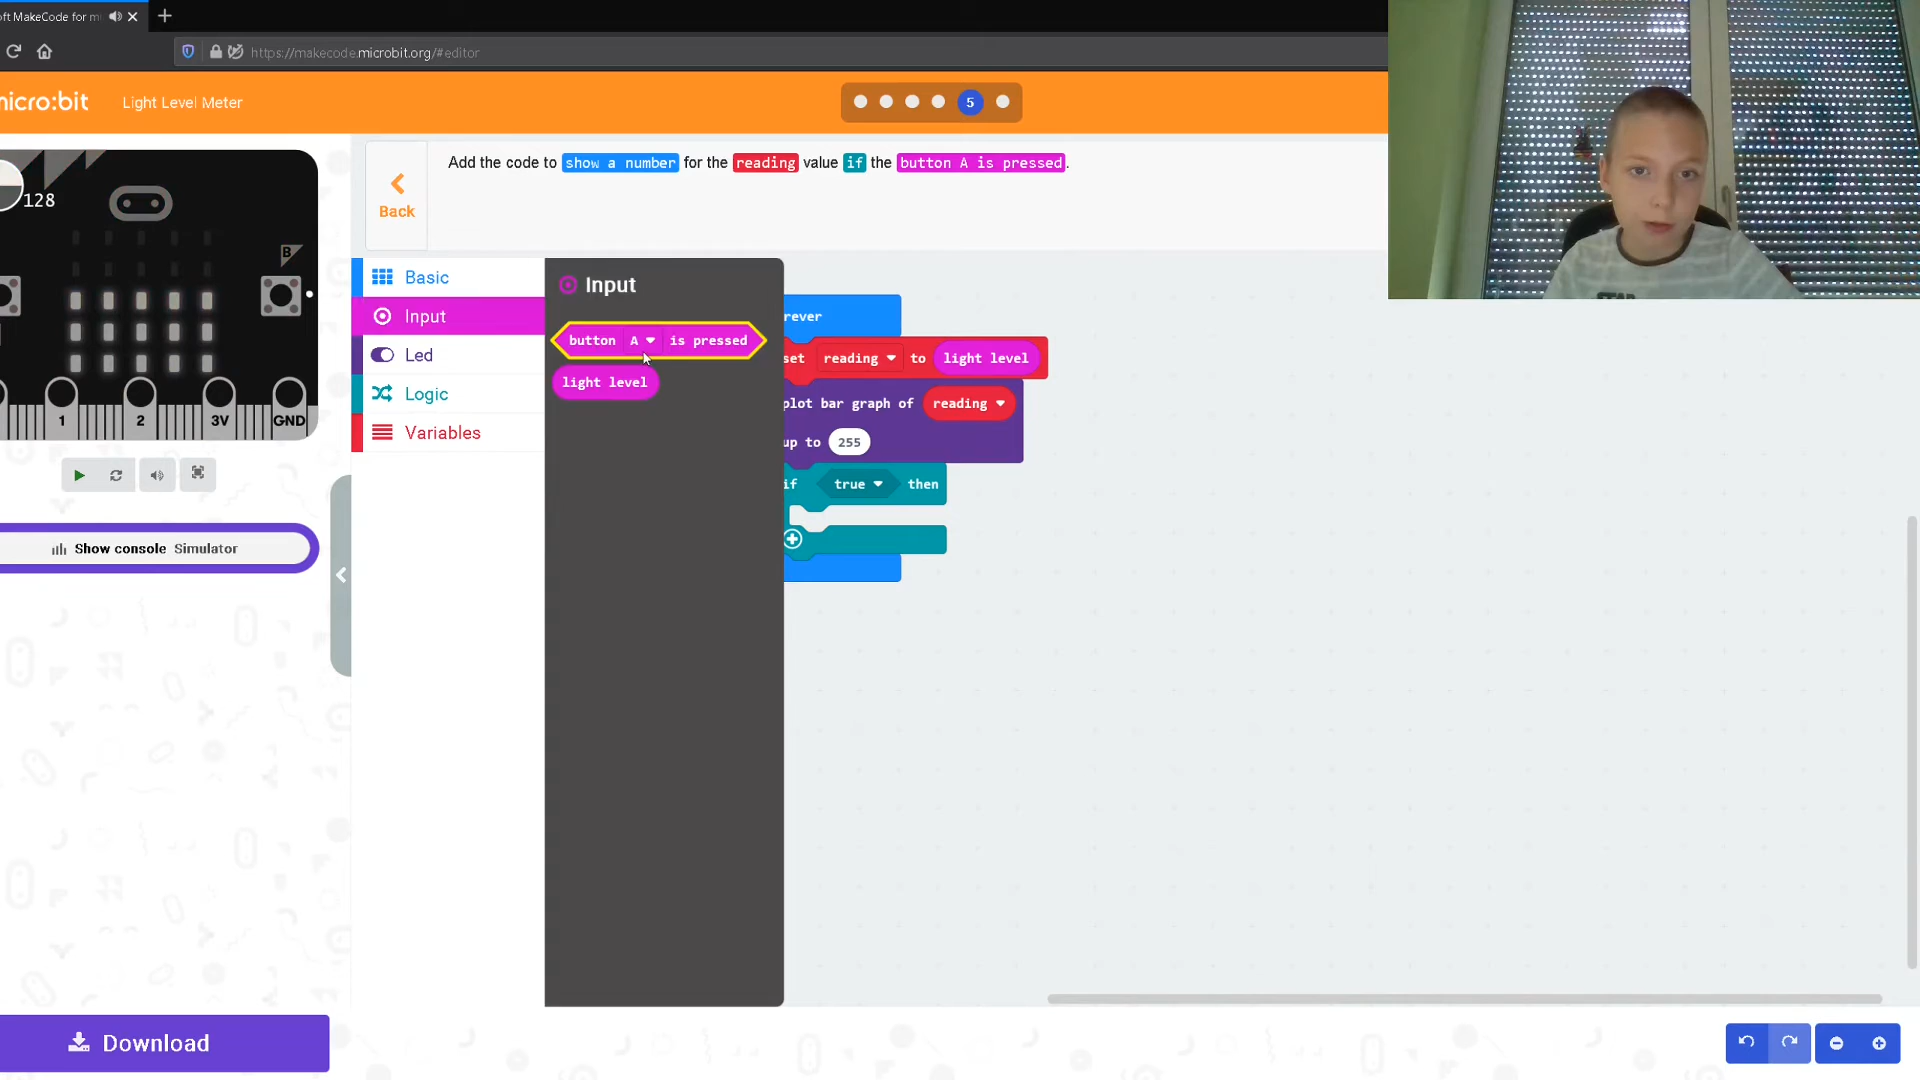 oft MakeCode for m
https://makecode.microbit.org/#editor
micro:bit
Light Level Meter
5
Back
Add the code to show a number for the reading value if the button A is pressed.
128
B
1 2 3V GND
Show console Simulator
Download
Basic
Input
Led
Logic
Variables
Input
button A is pressed
light level
rever
set reading to light level
plot bar graph of reading
up to 255
if true then